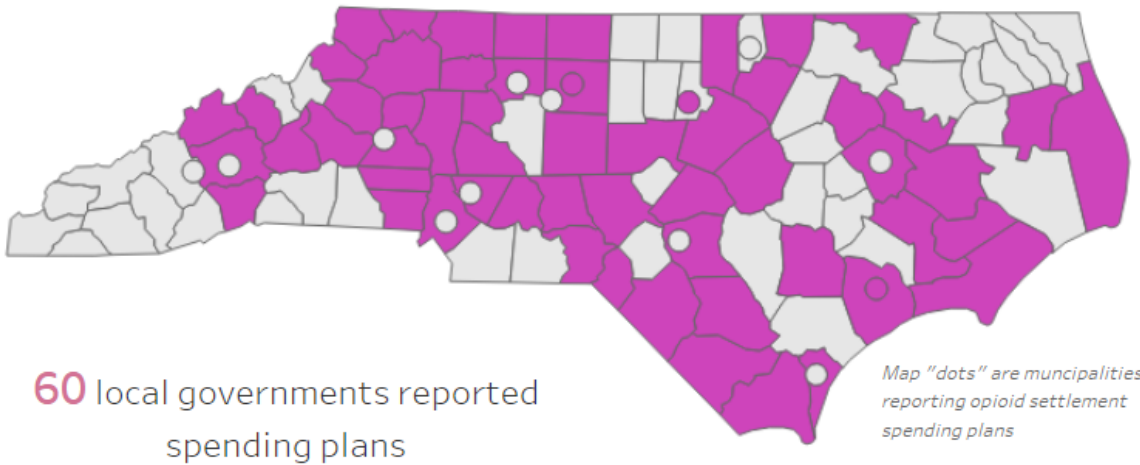 60 local governments reported
spending plans
Map "dots" are muncipalities
reporting opioid settlement
spending plans